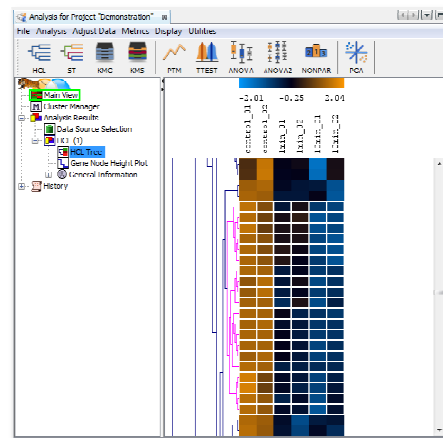 Analysis for Project "Demonstration"
File Analysis Adjust Data Metrics Display Utilities
HCL ST KMC KMS PTM TTEST ANOVA ANOVA2 NONPAR PCA
Main View
Cluster Manager
Analysis Results
Data Source Selection
HCL (1)
HCL Tree
Gene Node Height Plot
General Information
History
-2.01 -0.25 2.04
control_01
control_02